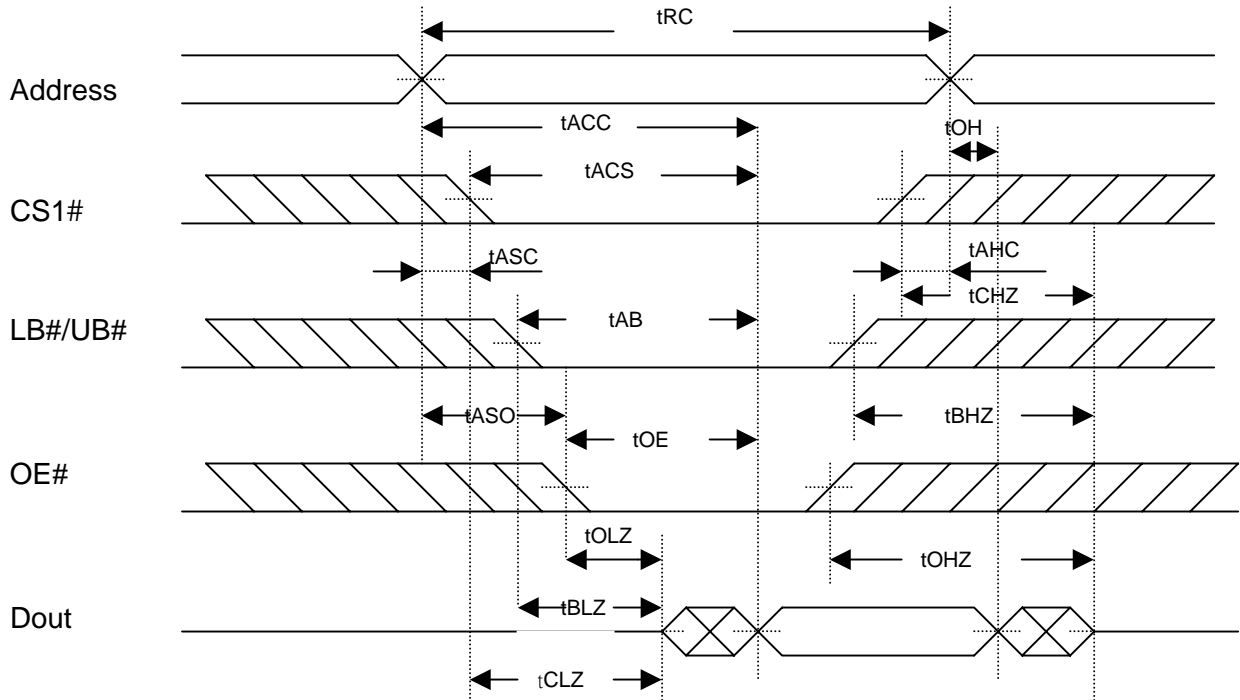 tRC
Address
tACC
tOH
tACS
CS1#
tASC
tAHC
tCHZ
tAB
LB#/UB#
tASO
tBHZ
tOE
OE#
tOLZ
tOHZ
tBLZ
Dout
tCLZ